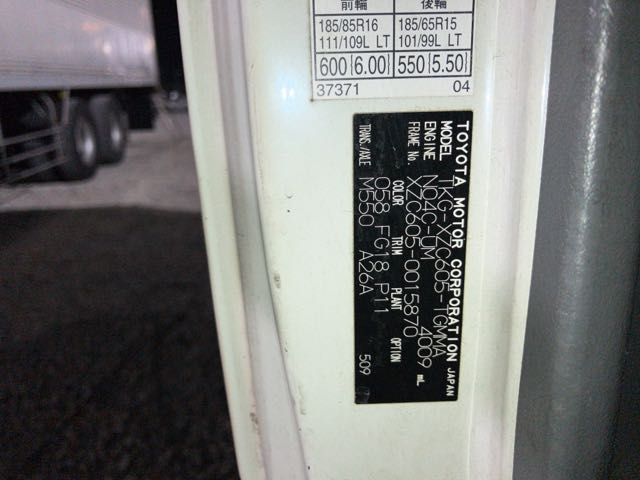 前輪 後輪
185/85R16 185/65R15
111/109L LT 101/99L LT
600{6.00} 550{5.50}
37371 04
TOYOTA MOTOR CORPORATION JAPAN
MODEL TKG-XZC605-TGMMA
ENGINE N04C-UM 4009 mL
FRAME No. XZC605-0015870
COLOR TRIM PLANT OPTION
058 FG18 P11
TRANS./AXLE M550 A26A 509